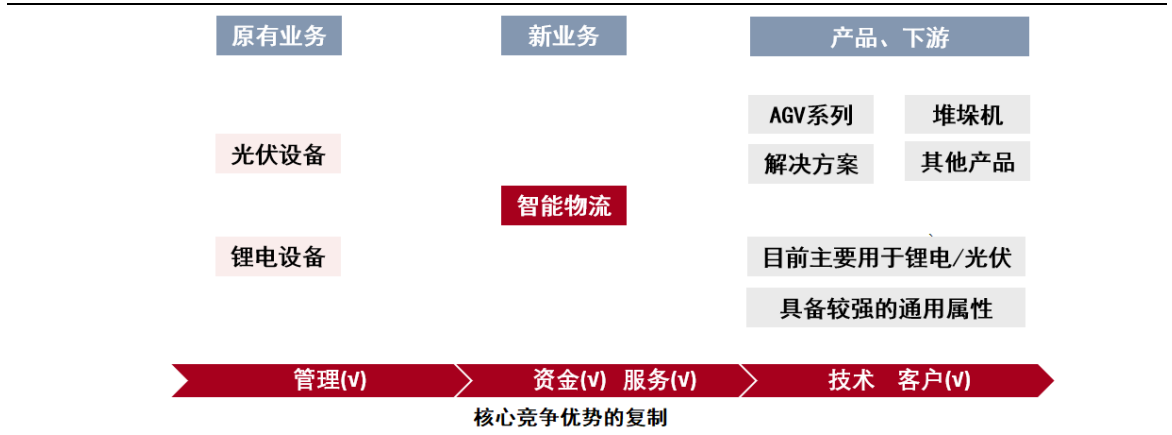 原有业务 新业务 产品、下游
AGV系列 堆垛机
光伏设备
解决方案 其他产品
智能物流
锂电设备
目前主要用于锂电/光伏
具备较强的通用属性
管理(√) 资金(√) 服务(√) 技术 客户(√)
核心竞争优势的复制